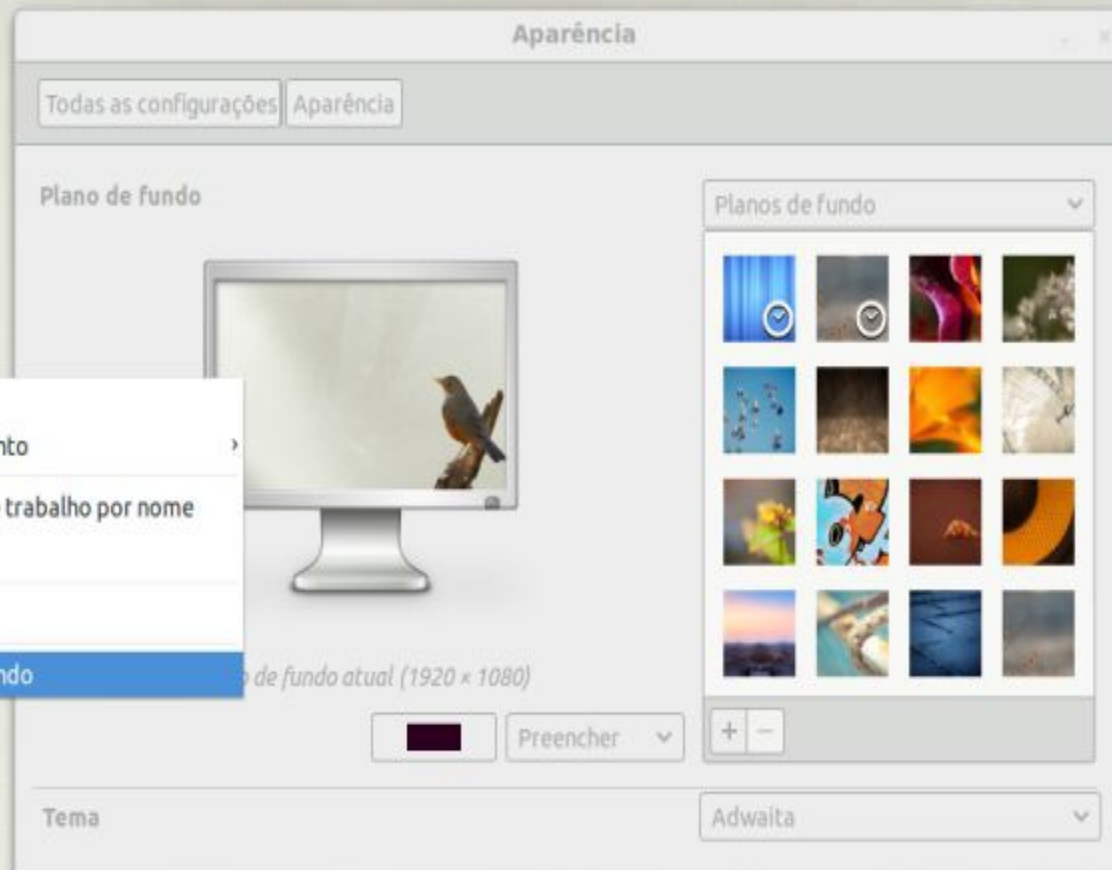 Aparência
Todas as configurações Aparência
Plano de fundo
Planos de fundo
nto
trabalho por nome
ndo
de fundo atual (1920 × 1080)
Preencher
+ −
Tema
Adwaita